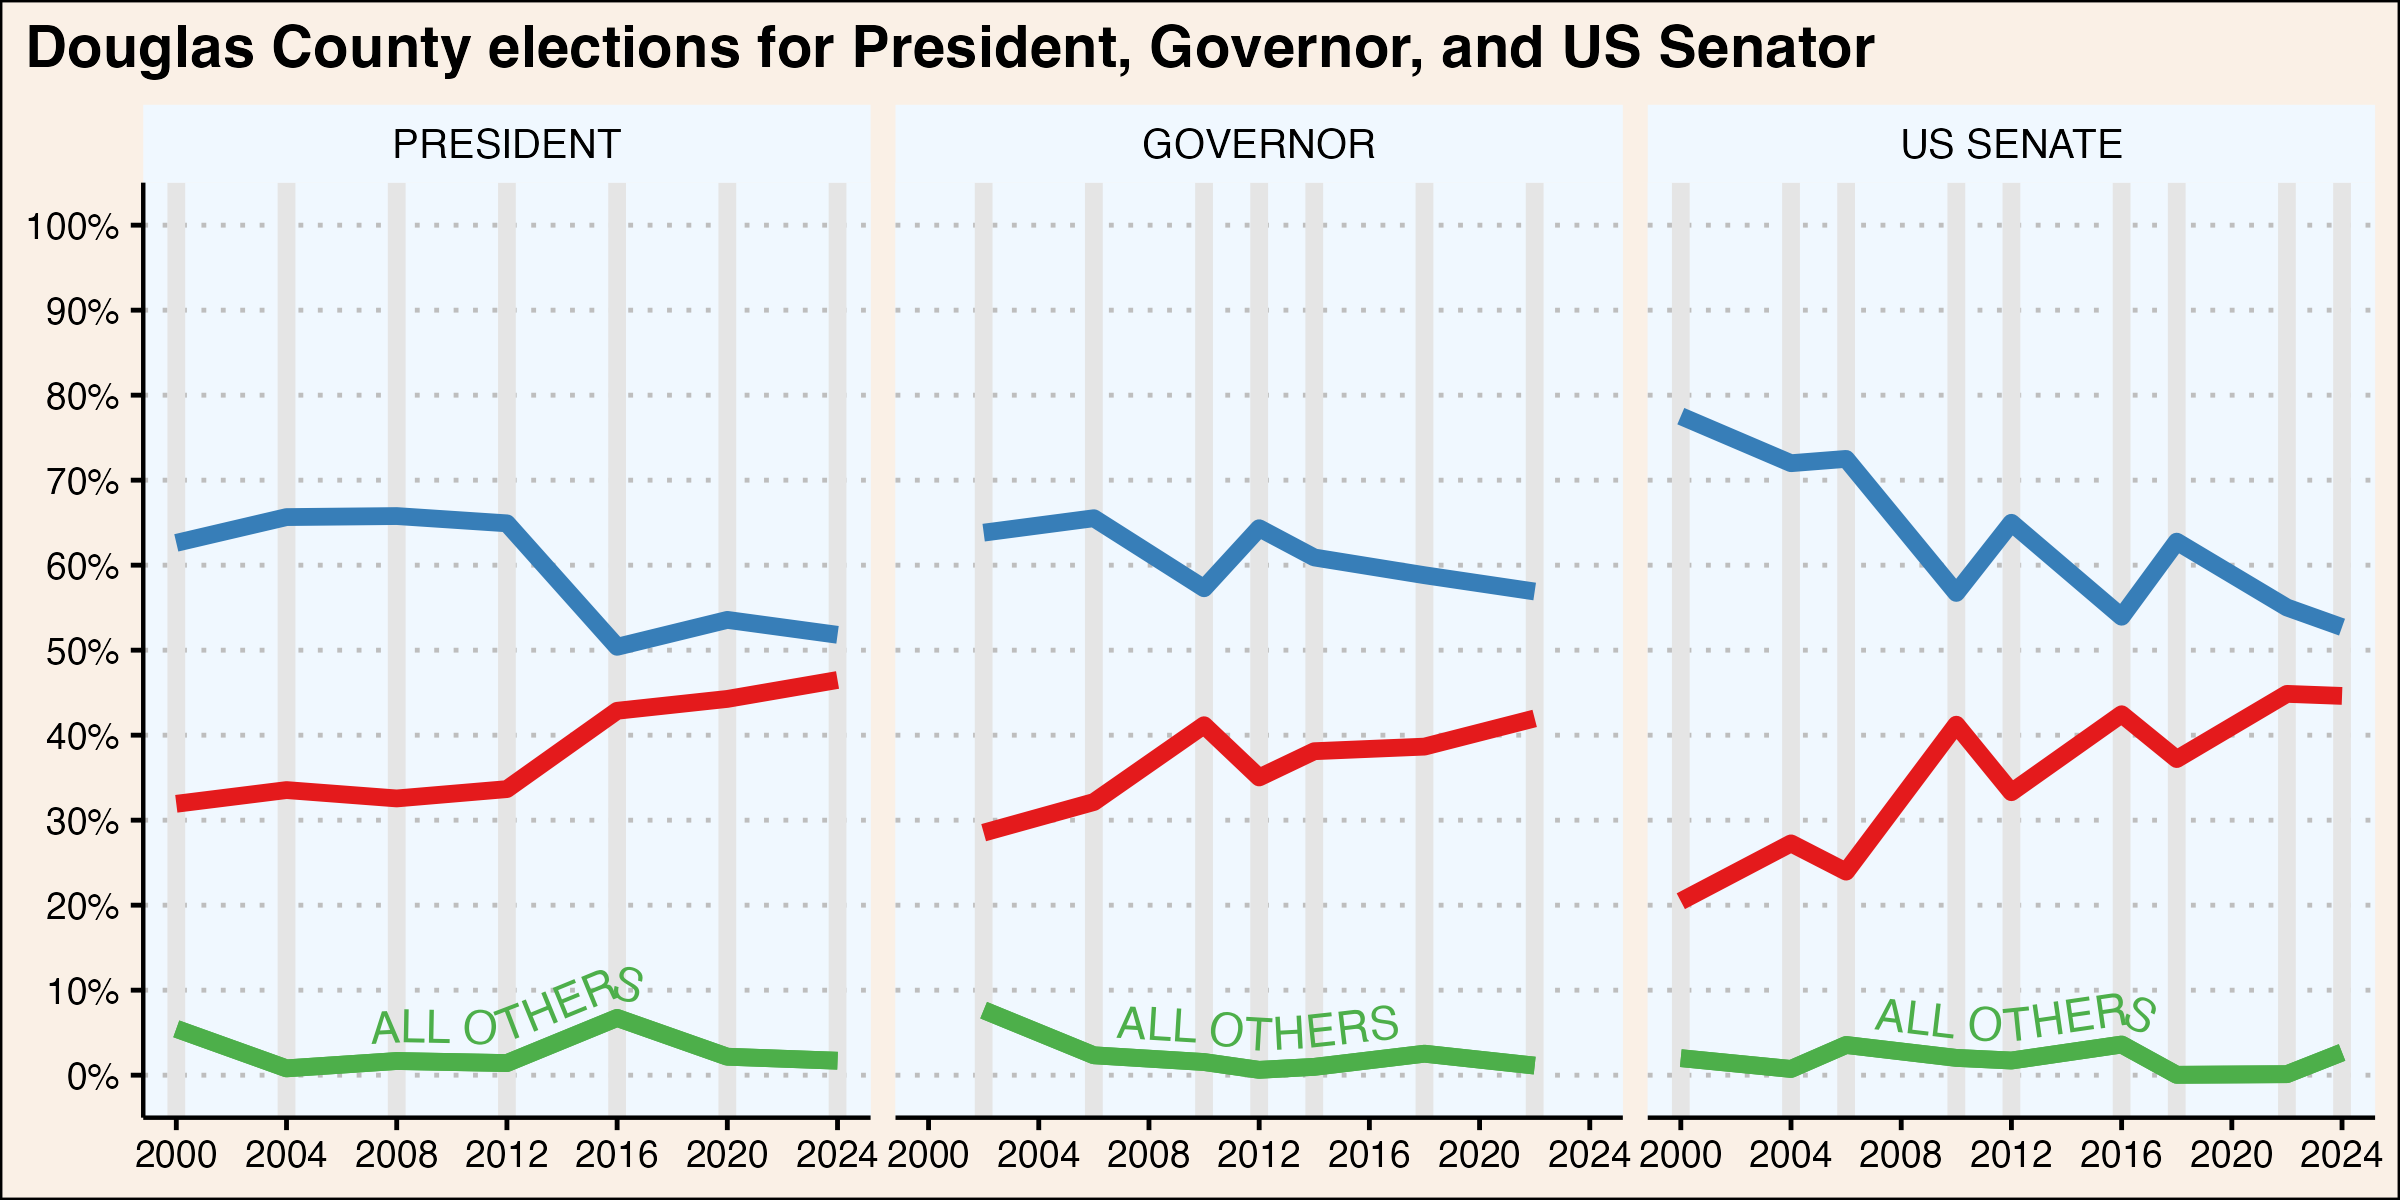 Douglas County elections for President, Governor, and US Senator
PRESIDENT
GOVERNOR
US SENATE
100%
90%
80%
70%
60%
50%
40%
30%
20%
10%
0%
ALL OTHERS
ALL OTHERS
ALL OTHERS
2000 2004 2008 2012 2016 2020 2024
2000 2004 2008 2012 2016 2020 2024
2000 2004 2008 2012 2016 2020 2024